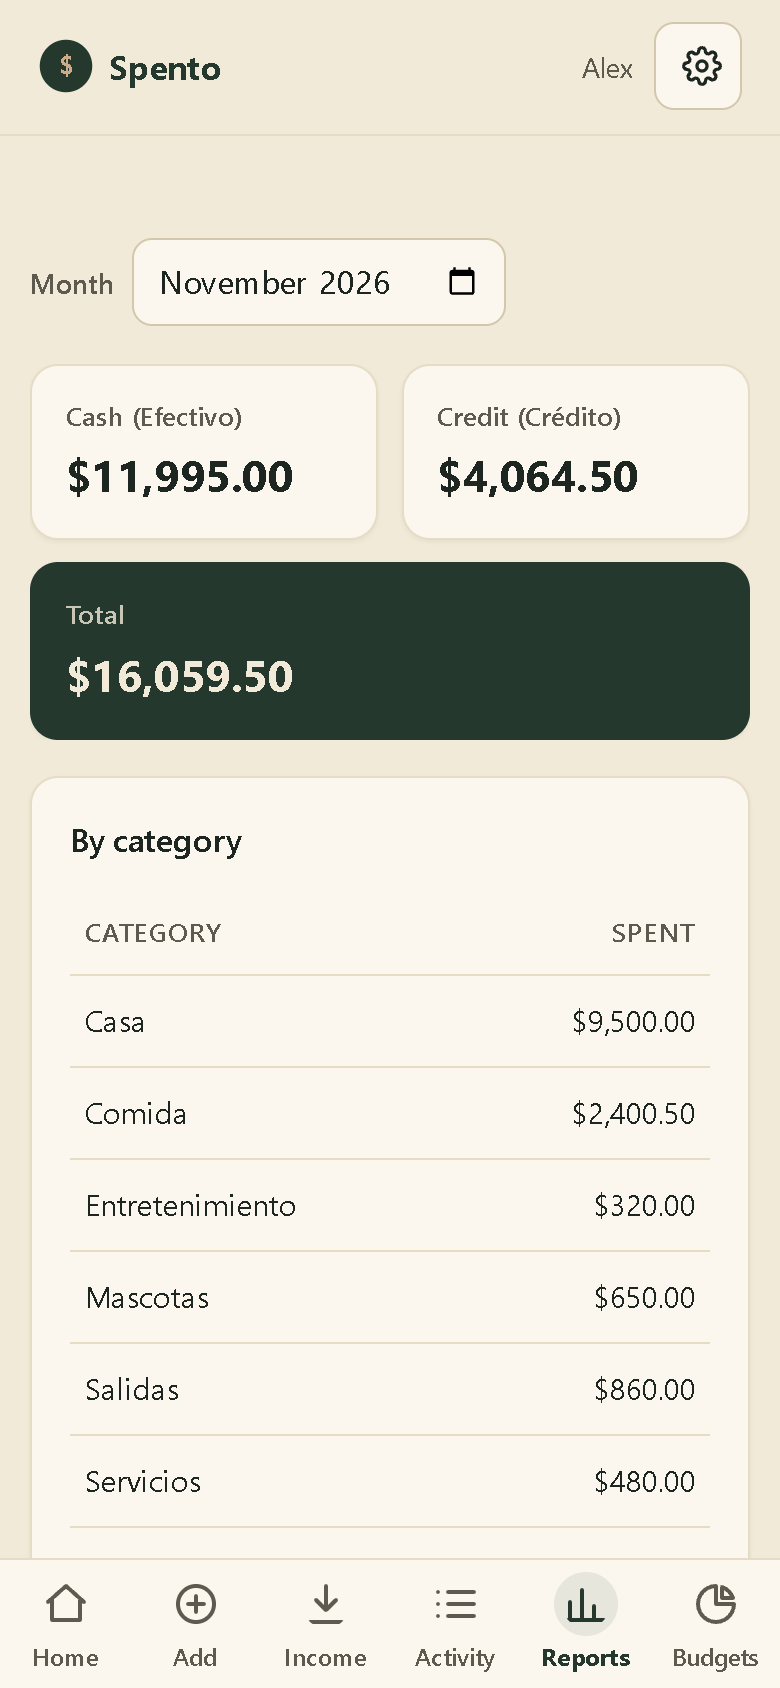 $ Spento Alex
Month November 2026
Cash (Efectivo) Credit (Crédito)
$11,995.00 $4,064.50
Total
$16,059.50
By category
CATEGORY SPENT
Casa $9,500.00
Comida $2,400.50
Entretenimiento $320.00
Mascotas $650.00
Salidas $860.00
Servicios $480.00
Home Add Income Activity Reports Budgets